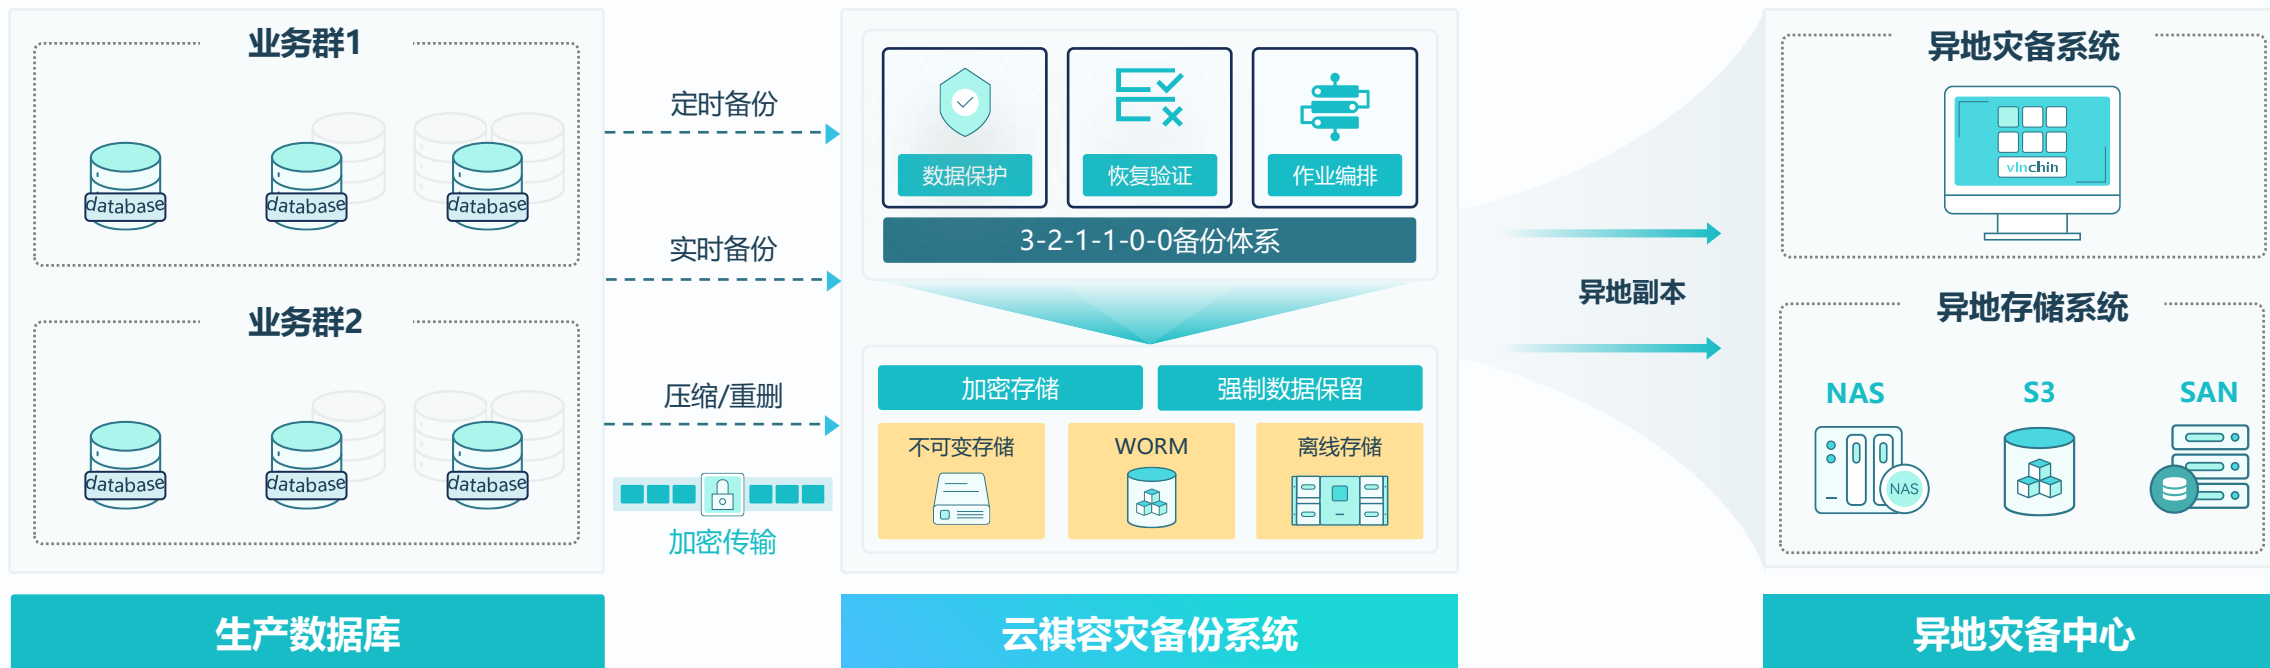 业务群1
database
database
database
业务群2
database
database
database
生产数据库
定时备份
实时备份
压缩/重删
加密传输
数据保护
恢复验证
作业编排
3-2-1-1-0-0备份体系
加密存储
强制数据保留
不可变存储
WORM
离线存储
云祺容灾备份系统
异地副本
异地灾备系统
vinchin
异地存储系统
NAS
S3
SAN
NAS
异地灾备中心